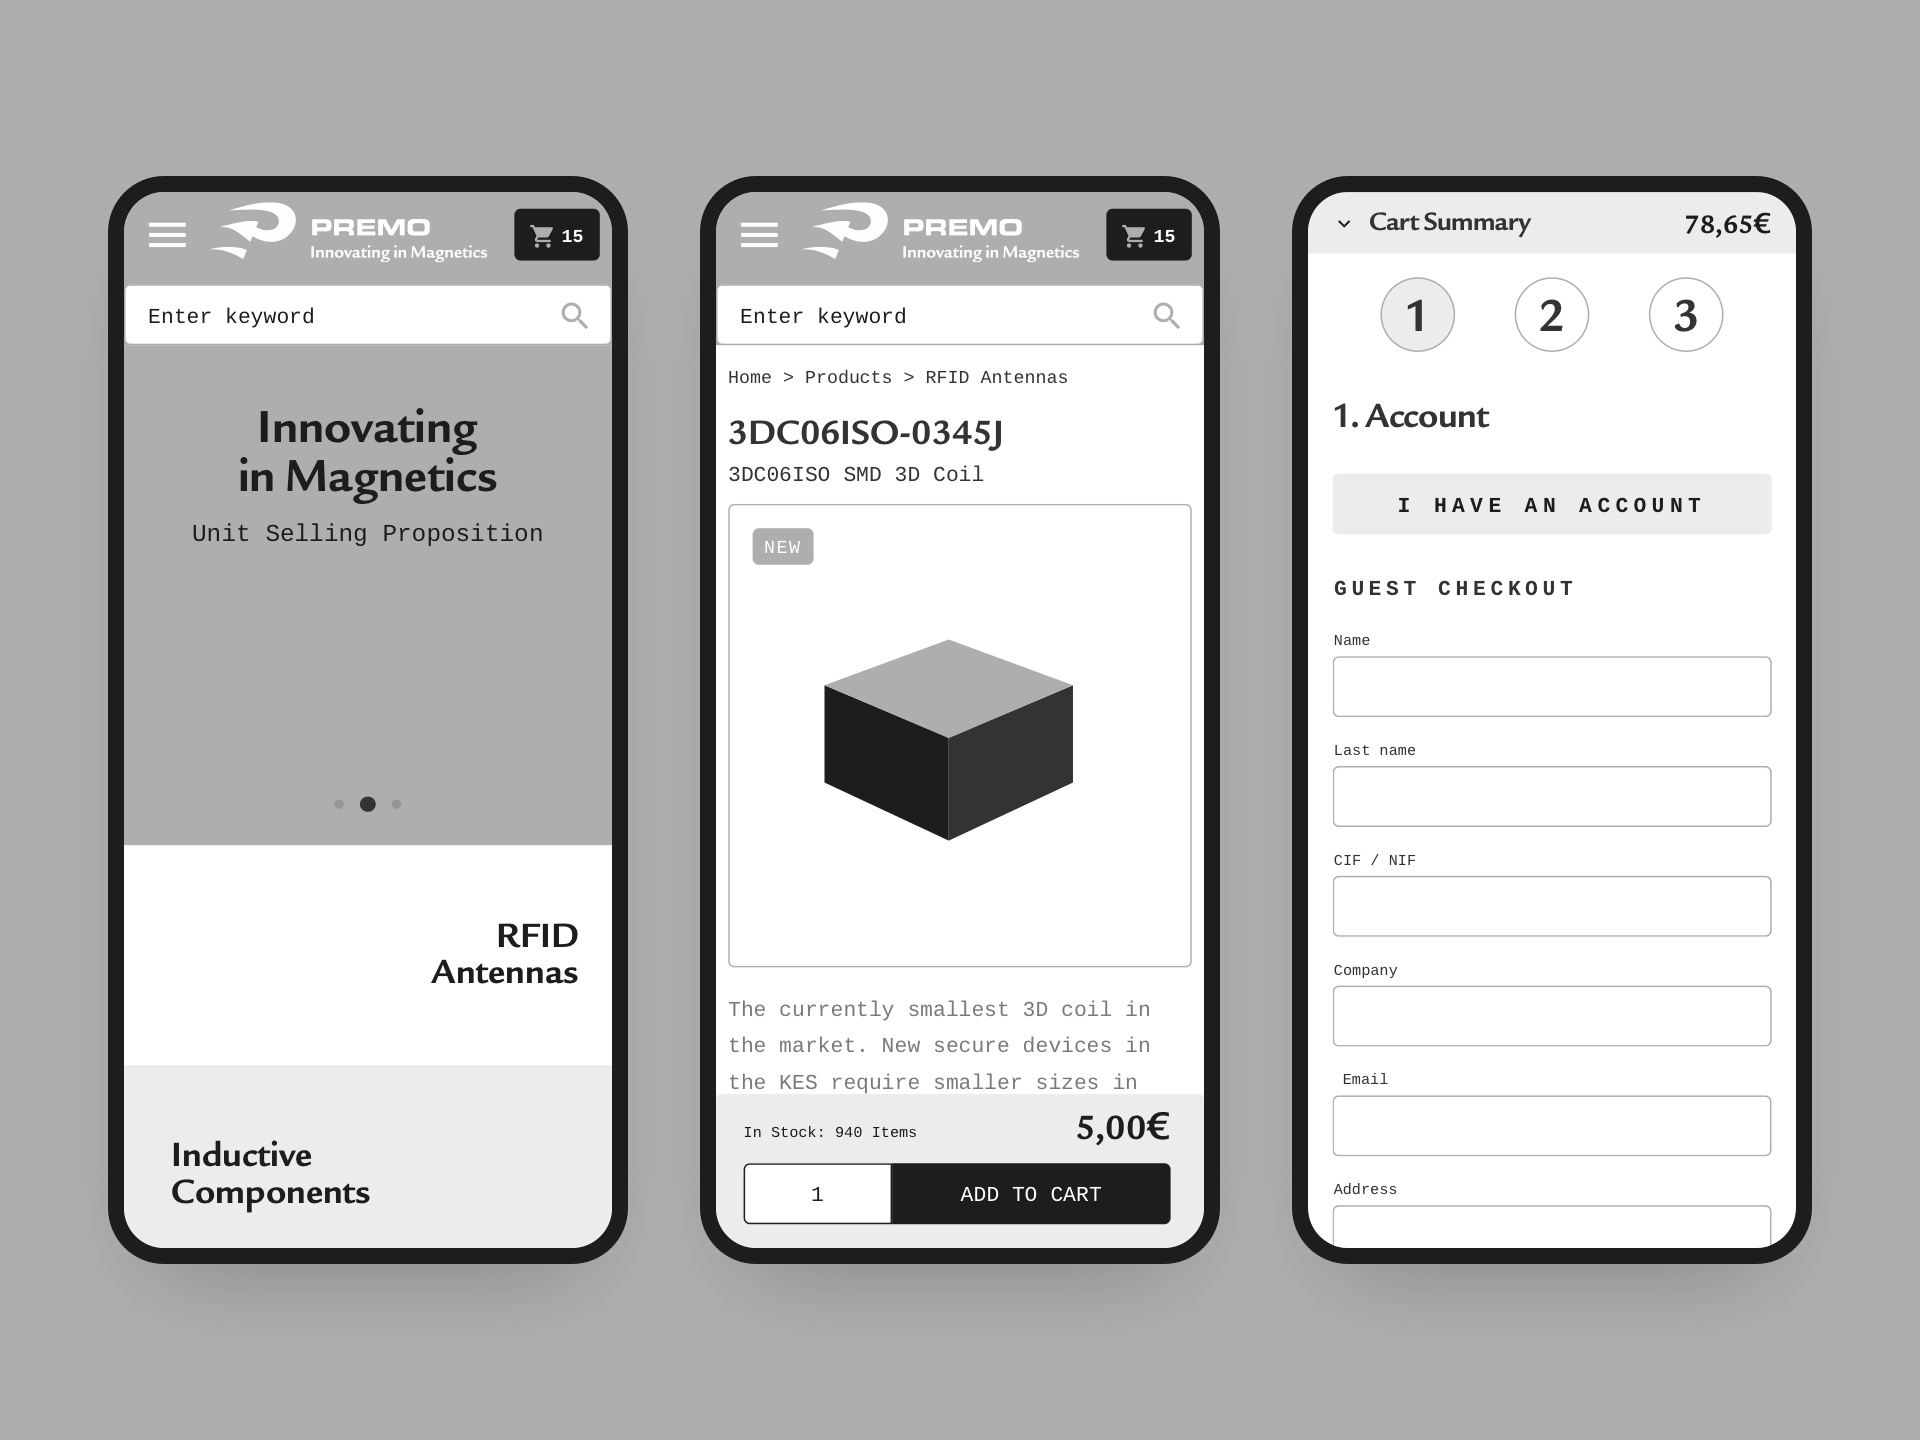 PREMO
Innovating in Magnetics
15
Enter keyword
Innovating
in Magnetics
Unit Selling Proposition
RFID
Antennas
Inductive
Components
PREMO
Innovating in Magnetics
15
Enter keyword
Home > Products > RFID Antennas
3DC06ISO-0345J
3DC06ISO SMD 3D Coil
NEW
The currently smallest 3D coil in
the market. New secure devices in
the KES require smaller sizes in
In Stock: 940 Items
5,00€
1
ADD TO CART
Cart Summary
78,65€
1
2
3
1. Account
I HAVE AN ACCOUNT
GUEST CHECKOUT
Name
Last name
CIF / NIF
Company
Email
Address